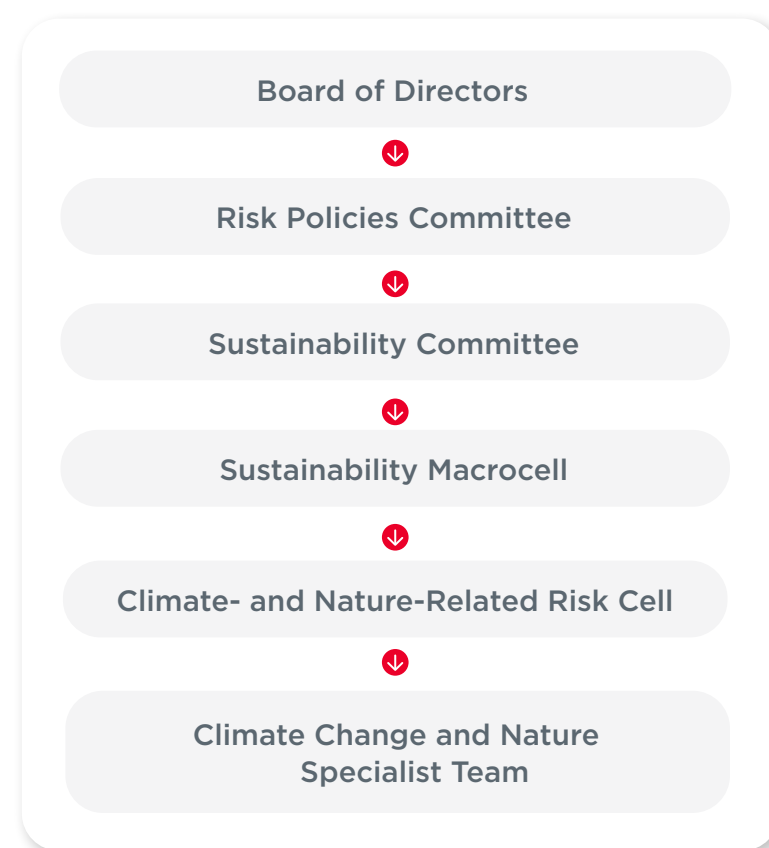 Board of Directors
Risk Policies Committee
Sustainability Committee
Sustainability Macrocell
Climate- and Nature-Related Risk Cell
Climate Change and Nature
Specialist Team